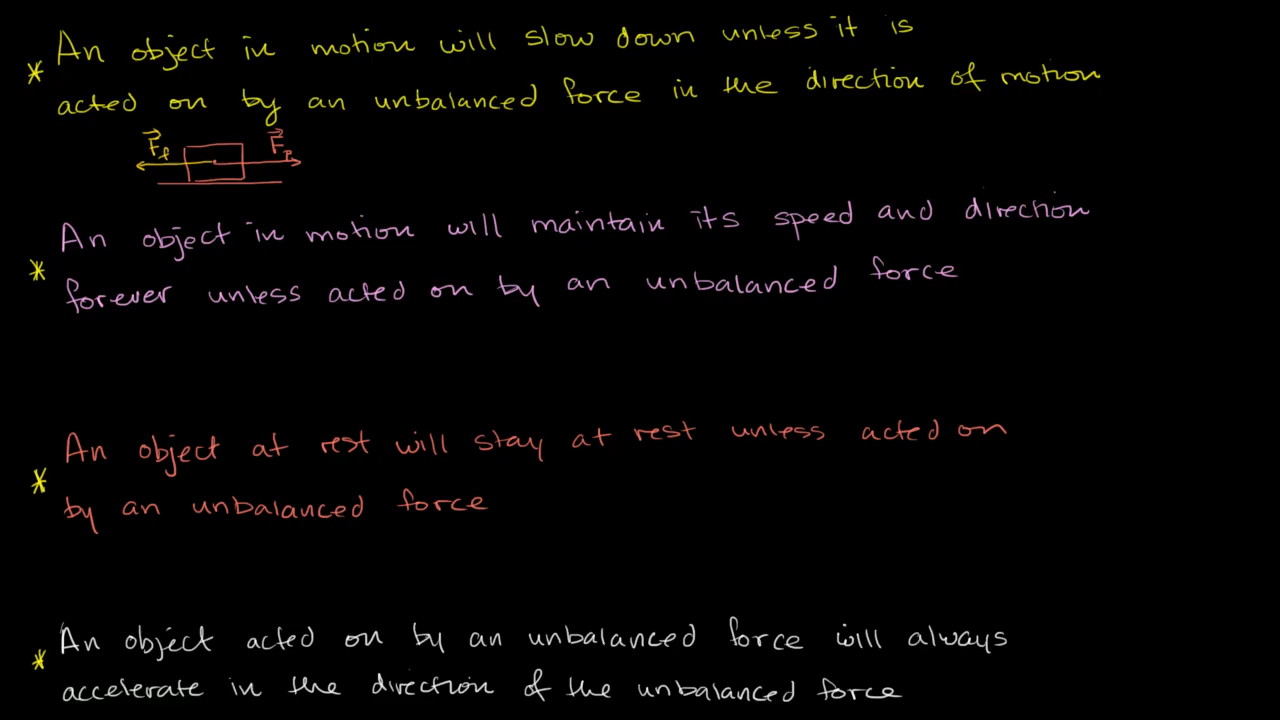 * An object in motion will slow down unless it is
acted on by an unbalanced force in the direction of motion
F⃗f F⃗p
* An object in motion will maintain its speed and direction
forever unless acted on by an unbalanced force
* An object at rest will stay at rest unless acted on
by an unbalanced force
* An object acted on by an unbalanced force will always
accelerate in the direction of the unbalanced force